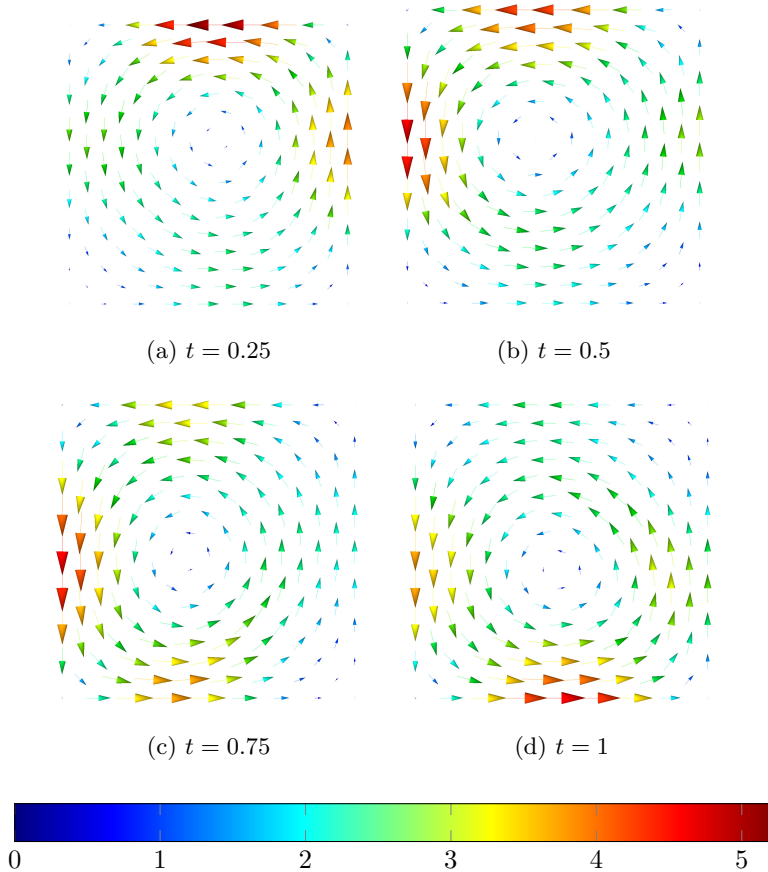 (a) t = 0.25
(b) t = 0.5
(c) t = 0.75
(d) t = 1
0 1 2 3 4 5